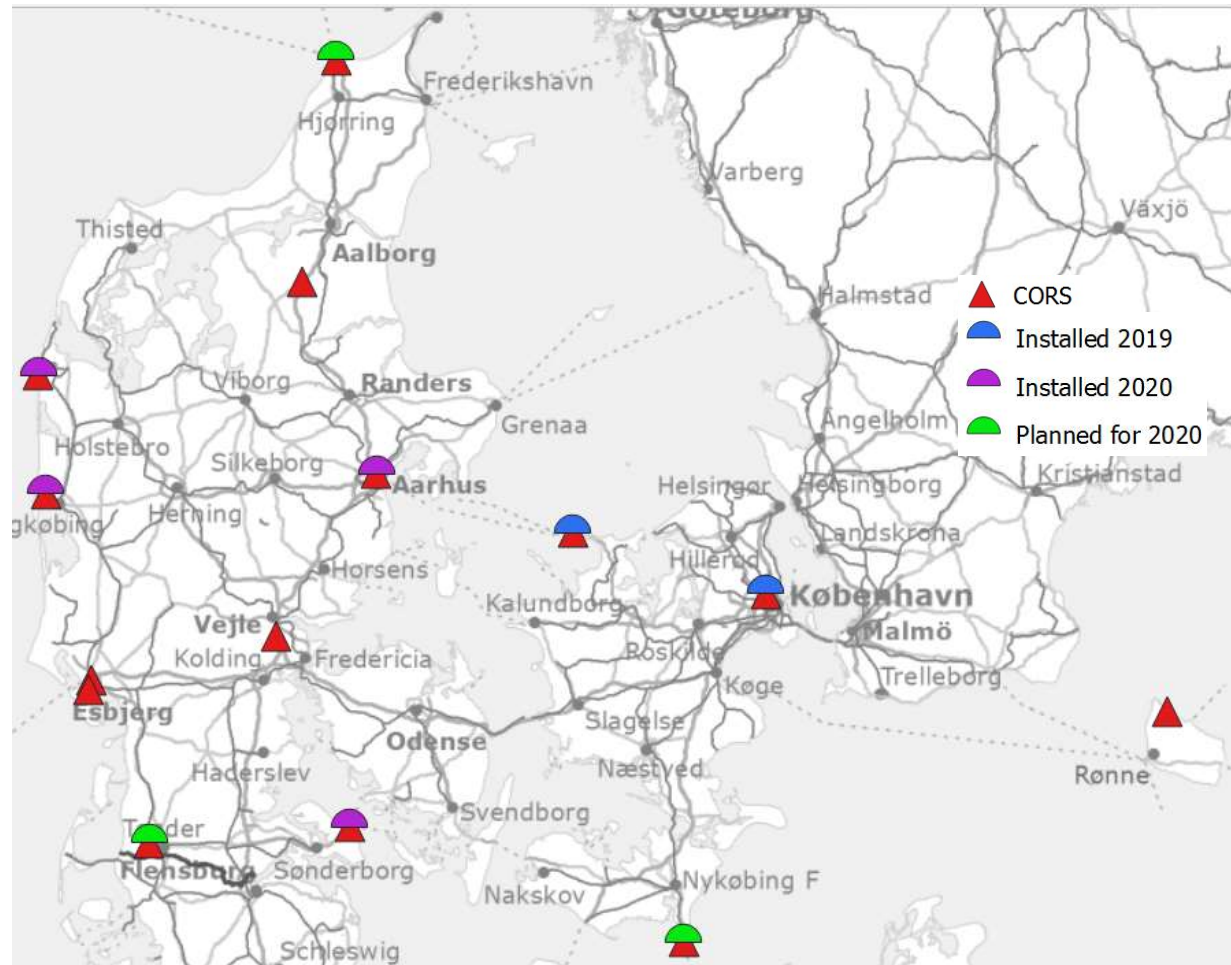 Göteborg
Frederikshavn
Hjørring
Varberg
Växjö
Thisted
Aalborg
Halmstad
CORS
Installed 2019
Installed 2020
Planned for 2020
Viborg
Randers
Grenaa
Ängelholm
Holstebro
Silkeborg
Aarhus
Helsingør
Helsingborg
Kristianstad
gkøbing
Herning
Landskrona
Hillerød
Horsens
Kalundborg
København
Vejle
Malmö
Kolding
Fredericia
Roskilde
Køge
Trelleborg
Esbjerg
Slagelse
Odense
Næstved
Haderslev
Rønne
Svendborg
Flensburg
Sønderborg
Nakskov
Nykøbing F
Schleswig